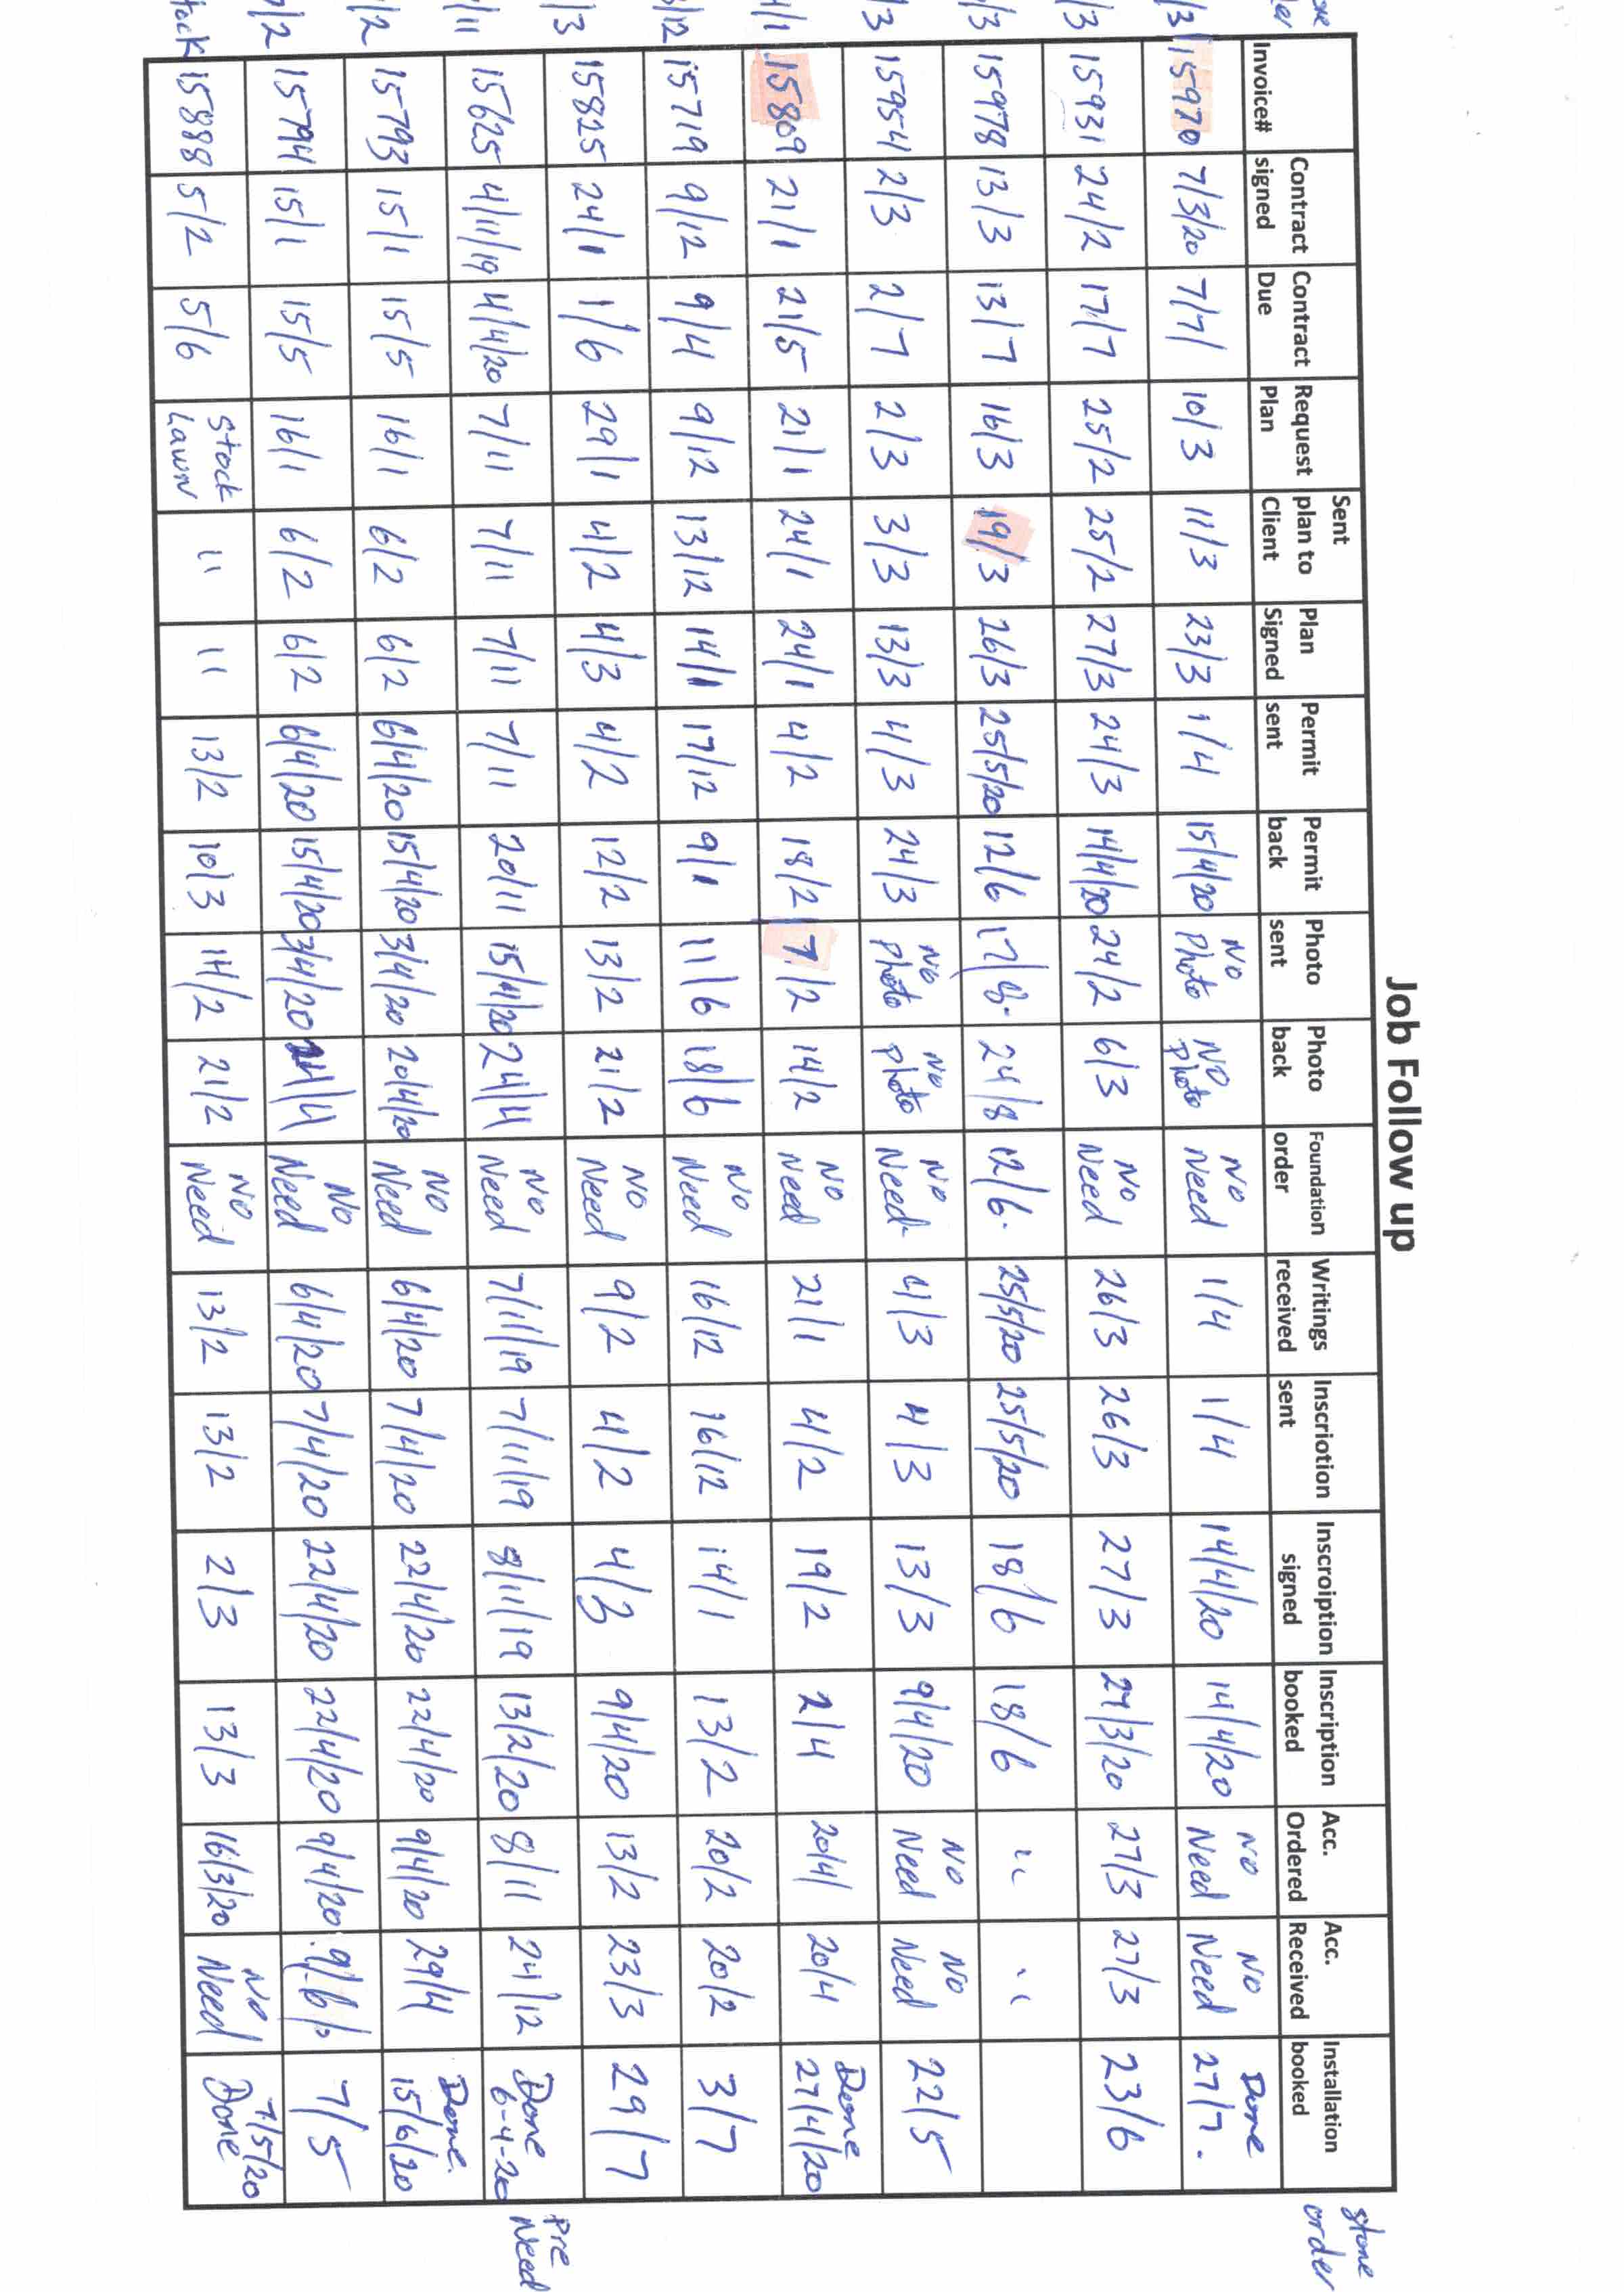 Job Follow up
Invoice# Contract signed Contract Due Request Plan Sent plan to Client Plan Signed Permit sent Permit back Photo sent Photo back Foundation order Writings received Inscriotion sent Inscroiption signed Inscription booked Acc. Ordered Acc. Received Installation booked stone order
/3 15970 7/3/20 7/7/ 10/3 11/3 23/3 1/4 15/4/20 NO Photo NO photo NO Need 1/4 1/4 14/4/20 14/4/20 NO Need NO Need Done 27/7.
/3 15931 24/2 17/7 25/2 25/2 27/3 24/3 14/4/20 24/2 6/3 NO Need 26/3 26/3 27/3 27/3/20 27/3 27/3 23/6
/3 15978 13/3 13/7 16/3 19/3 26/3 25/5/20 12/6 17/8. 24/8 12/6. 25/5/20 25/5/20 18/6 18/6 " "
/3 15954 2/3 2/7 2/3 3/3 13/3 4/3 24/3 NO Photo NO photo NO Need 4/3 4/3 13/3 9/4/20 NO Need NO Need 22/5
/1 15809 21/1 21/5 21/1 24/1 24/1 4/2 18/2 7/2 14/2 NO Need 21/1 4/2 19/2 2/4 20/4/ 20/4 Done 27/4/20
/12 15719 9/12 9/4 9/12 13/12 14/1 17/12 9/1 11/6 18/6 NO Need 16/12 16/12 14/1 13/2 20/2 20/2 3/7
/3 15825 24/1 1/6 29/1 4/2 4/3 4/2 12/2 13/2 21/2 NO Need 9/2 4/2 4/3 9/4/20 13/2 23/3 29/7
/11 15625 4/11/19 4/4/20 7/11 7/11 7/11 7/11 20/11 15/4/20 24/4 NO Need 7/11/19 7/11/19 8/11/19 13/2/20 8/11 24/12 Done 6-4-20 Pre Need
/2 15793 15/1 15/5 16/1 6/2 6/2 6/4/20 15/4/20 3/4/20 20/4/20 NO Need 6/4/20 7/4/20 22/4/20 22/4/20 9/4/20 29/4 Done. 15/6/20
/2 15794 15/1 15/5 16/1 6/2 6/2 6/4/20 15/4/20 3/4/20 NO Need 6/4/20 7/4/20 22/4/20 22/4/20 9/4/20 9/6/. 7/5
15888 5/2 5/6 Stock Lawn " " 13/2 10/3 14/2 21/2 NO Need 13/2 13/2 2/3 13/3 16/3/20 NO Need 7/5/20 Done